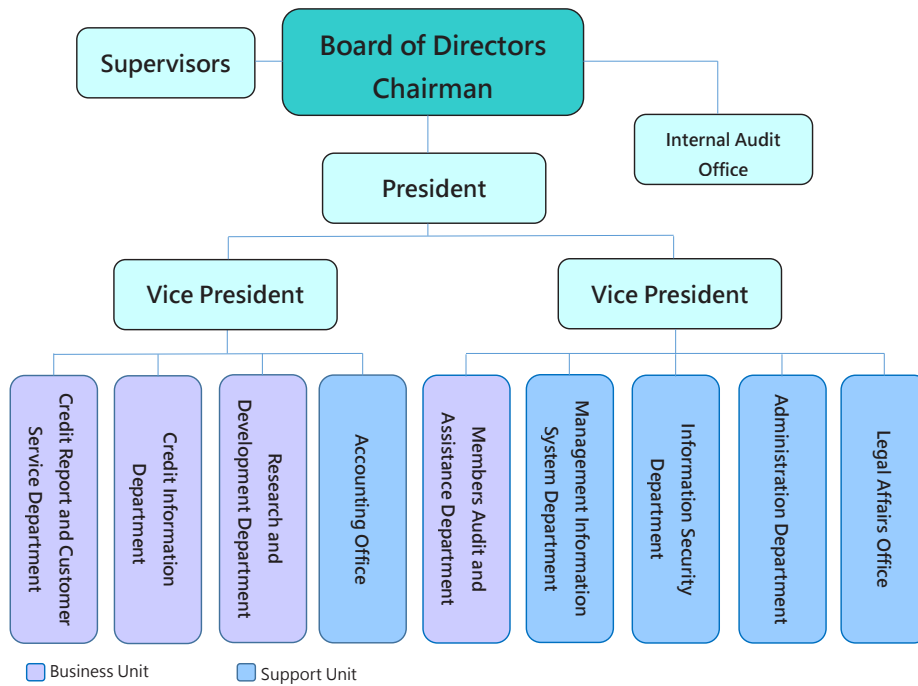 Board of Directors
Chairman
Supervisors
Internal Audit
Office
President
Vice President
Vice President
Credit Report and Customer
Service Department
Credit Information
Department
Research and
Development Department
Accounting Office
Members Audit and
Assistance Department
Management Information
System Department
Information Security
Department
Administration Department
Legal Affairs Office
Business Unit
Support Unit